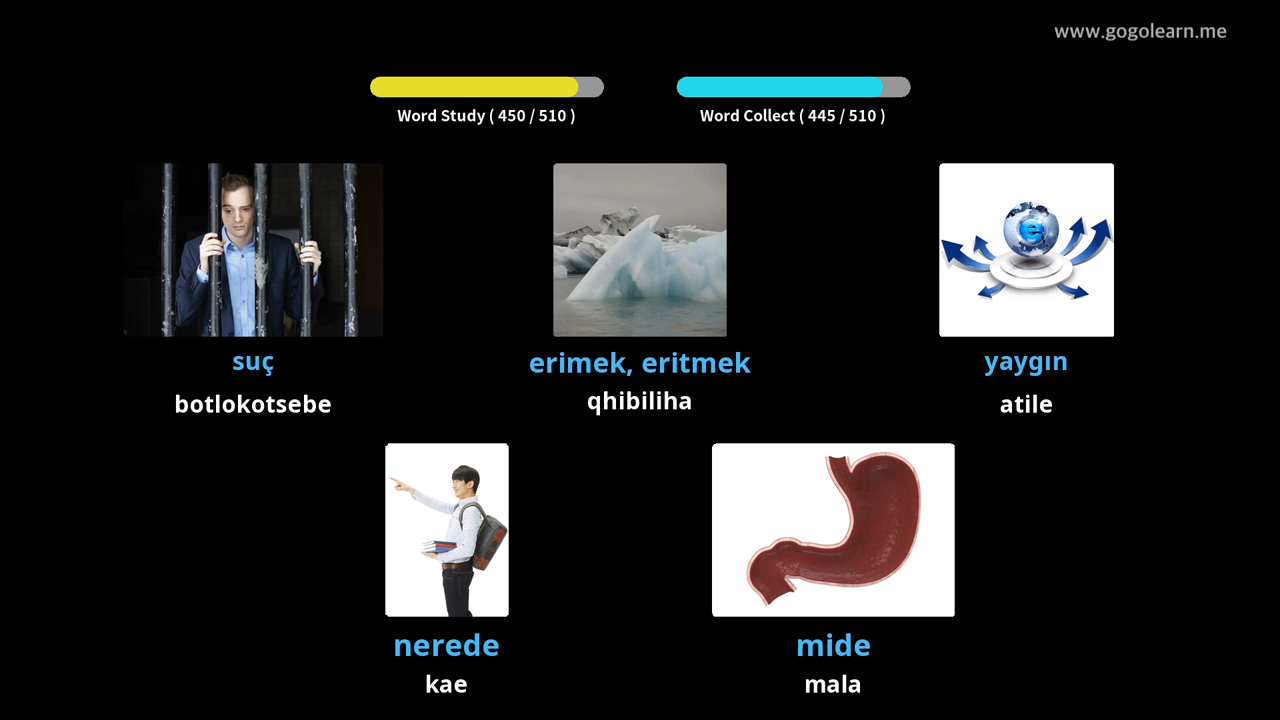 www.gogolearn.me
Word Study ( 450 / 510 )
Word Collect ( 445 / 510 )
suç
botlokotsebe
erimek, eritmek
qhibiliha
yaygın
atile
nerede
kae
mide
mala